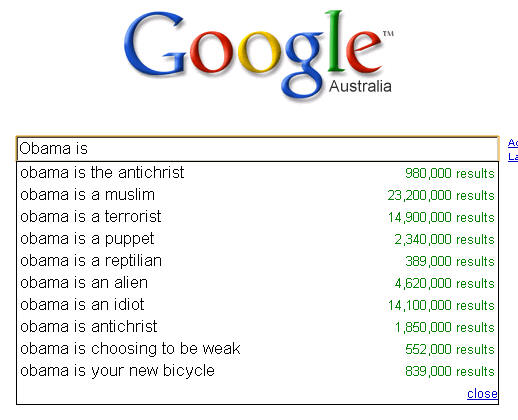 Google™
Australia
Obama is
obama is the antichrist 980,000 results
obama is a muslim 23,200,000 results
obama is a terrorist 14,900,000 results
obama is a puppet 2,340,000 results
obama is a reptilian 389,000 results
obama is an alien 4,620,000 results
obama is an idiot 14,100,000 results
obama is antichrist 1,850,000 results
obama is choosing to be weak 552,000 results
obama is your new bicycle 839,000 results
close